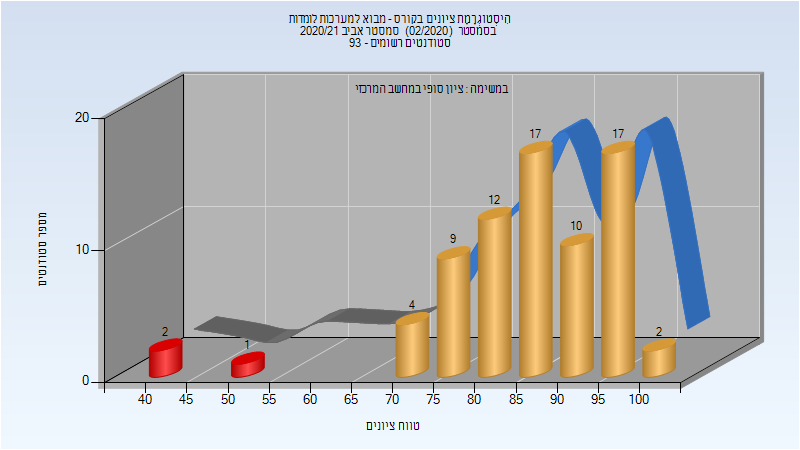 היסטוגרמת ציונים בקורס - מבוא למערכות לומדות
בסמסטר (02/2020) סמסטר אביב 2020/21
סטודנטים רשומים - 93
במשימה : ציון סופי במחשב המרכזי
מספר סטודנטים
20
10
0
2
1
4
9
12
17
10
17
2
40 45 50 55 60 65 70 75 80 85 90 95 100
טווח ציונים